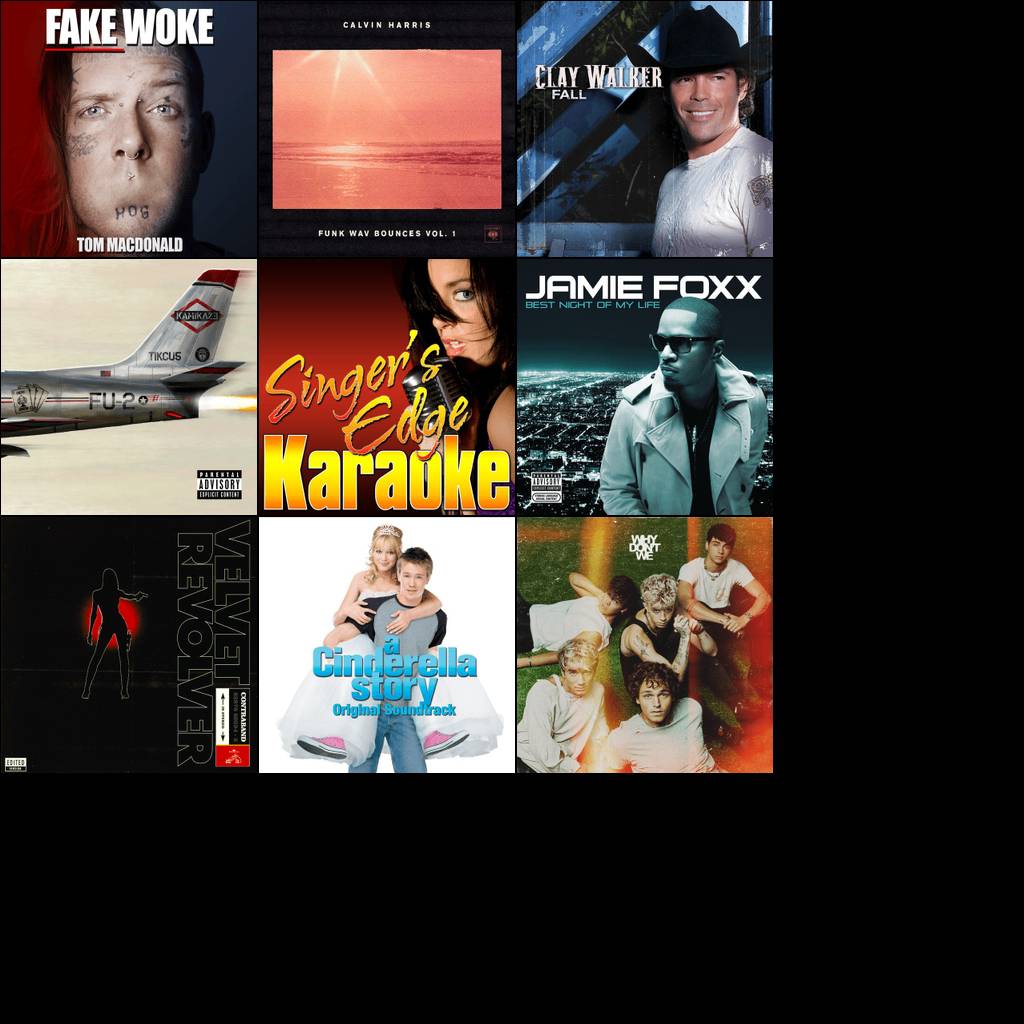 FAKE WOKE
HOG
TOM MACDONALD
CALVIN HARRIS
FUNK WAV BOUNCES VOL. 1
CLAY WALKER
FALL
KAMIKAZE
TIKCUS
FU-2
PARENTAL
ADVISORY
EXPLICIT CONTENT
Singer's
Edge
Karaoke
JAMIE FOXX
BEST NIGHT OF MY LIFE
PARENTAL
ADVISORY
EXPLICIT CONTENT
VELVET
REVOLVER
CONTRABAND
EDITED
a
Cinderella
story
Original Soundtrack
WHY
DON'T
WE